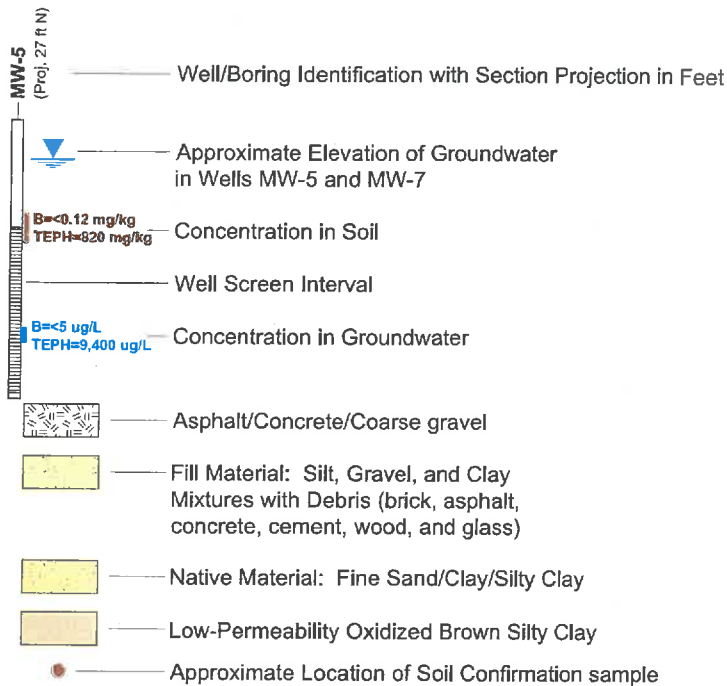 MW-5
(Proj. 27 ft N)
Well/Boring Identification with Section Projection in Feet
Approximate Elevation of Groundwater
in Wells MW-5 and MW-7
B=<0.12 mg/kg
TEPH=820 mg/kg
Concentration in Soil
Well Screen Interval
B=<5 ug/L
TEPH=9,400 ug/L
Concentration in Groundwater
Asphalt/Concrete/Coarse gravel
Fill Material: Silt, Gravel, and Clay
Mixtures with Debris (brick, asphalt,
concrete, cement, wood, and glass)
Native Material: Fine Sand/Clay/Silty Clay
Low-Permeability Oxidized Brown Silty Clay
Approximate Location of Soil Confirmation sample